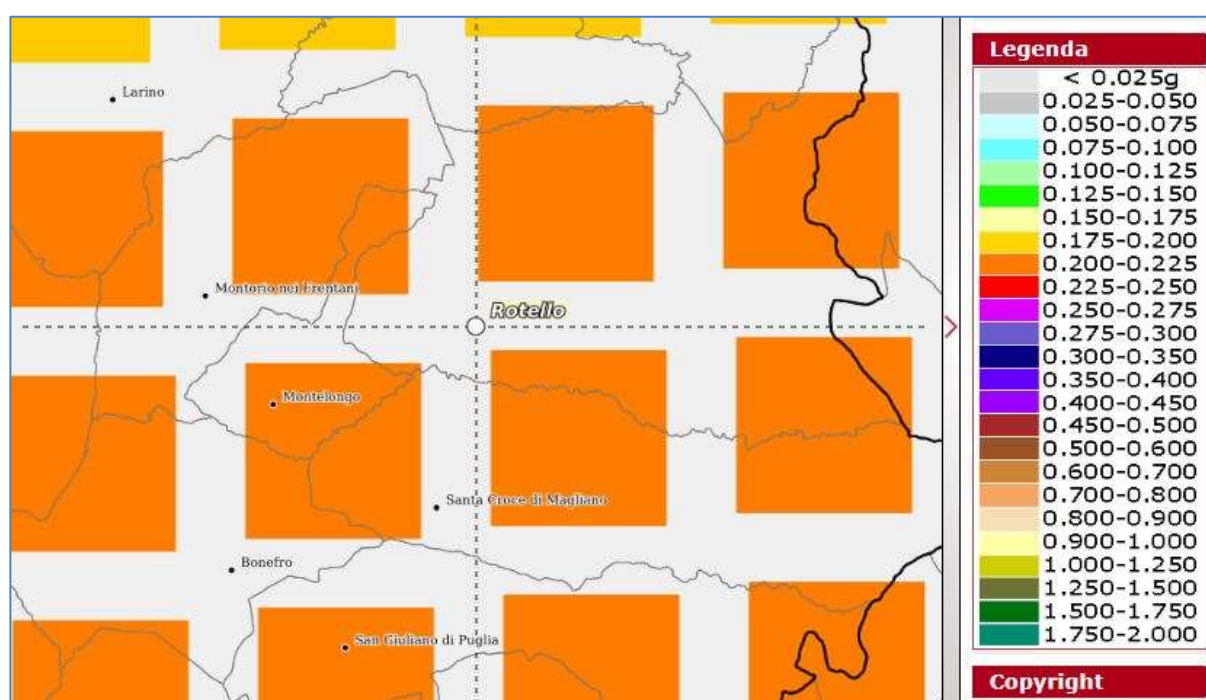 Larino
Montorio nei Frentani
Rotello
Montelongo
Santa Croce di Magliano
Bonefro
San Giuliano di Puglia
Legenda
< 0.025g
0.025-0.050
0.050-0.075
0.075-0.100
0.100-0.125
0.125-0.150
0.150-0.175
0.175-0.200
0.200-0.225
0.225-0.250
0.250-0.275
0.275-0.300
0.300-0.350
0.350-0.400
0.400-0.450
0.450-0.500
0.500-0.600
0.600-0.700
0.700-0.800
0.800-0.900
0.900-1.000
1.000-1.250
1.250-1.500
1.500-1.750
1.750-2.000
Copyright